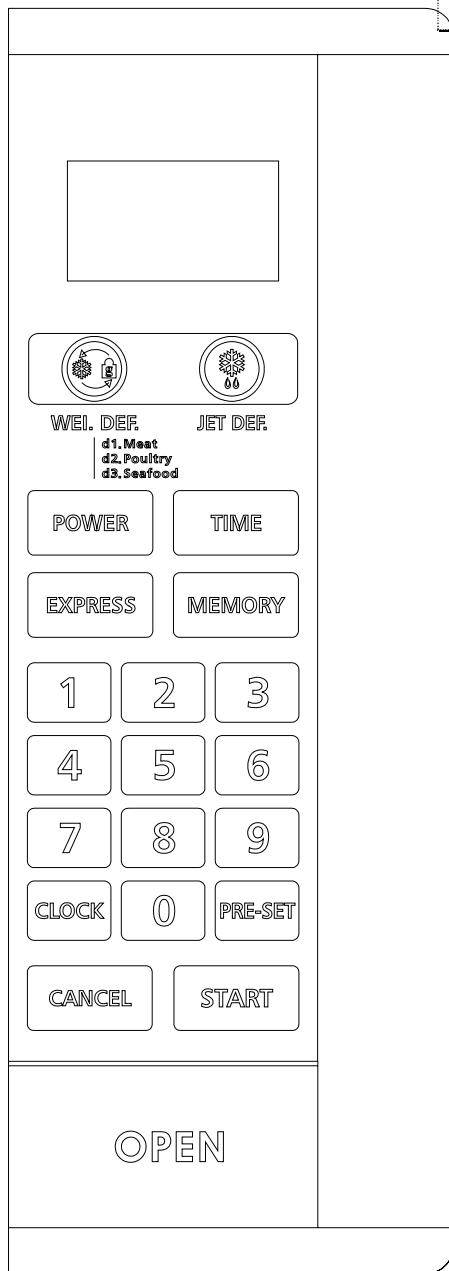 g
WEI. DEF. JET DEF.
d1.Meat
d2.Poultry
d3.Seafood
POWER TIME
EXPRESS MEMORY
1 2 3
4 5 6
7 8 9
CLOCK 0 PRE-SET
CANCEL START
OPEN